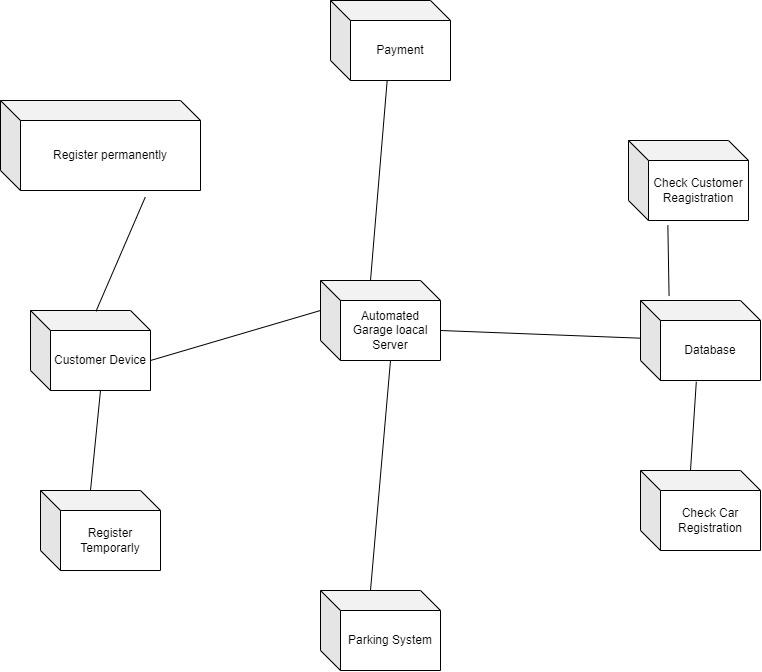 Payment
Register permanently
Check Customer
Reagistration
Automated
Garage loacal
Server
Customer Device
Database
Register
Temporarly
Check Car
Registration
Parking System